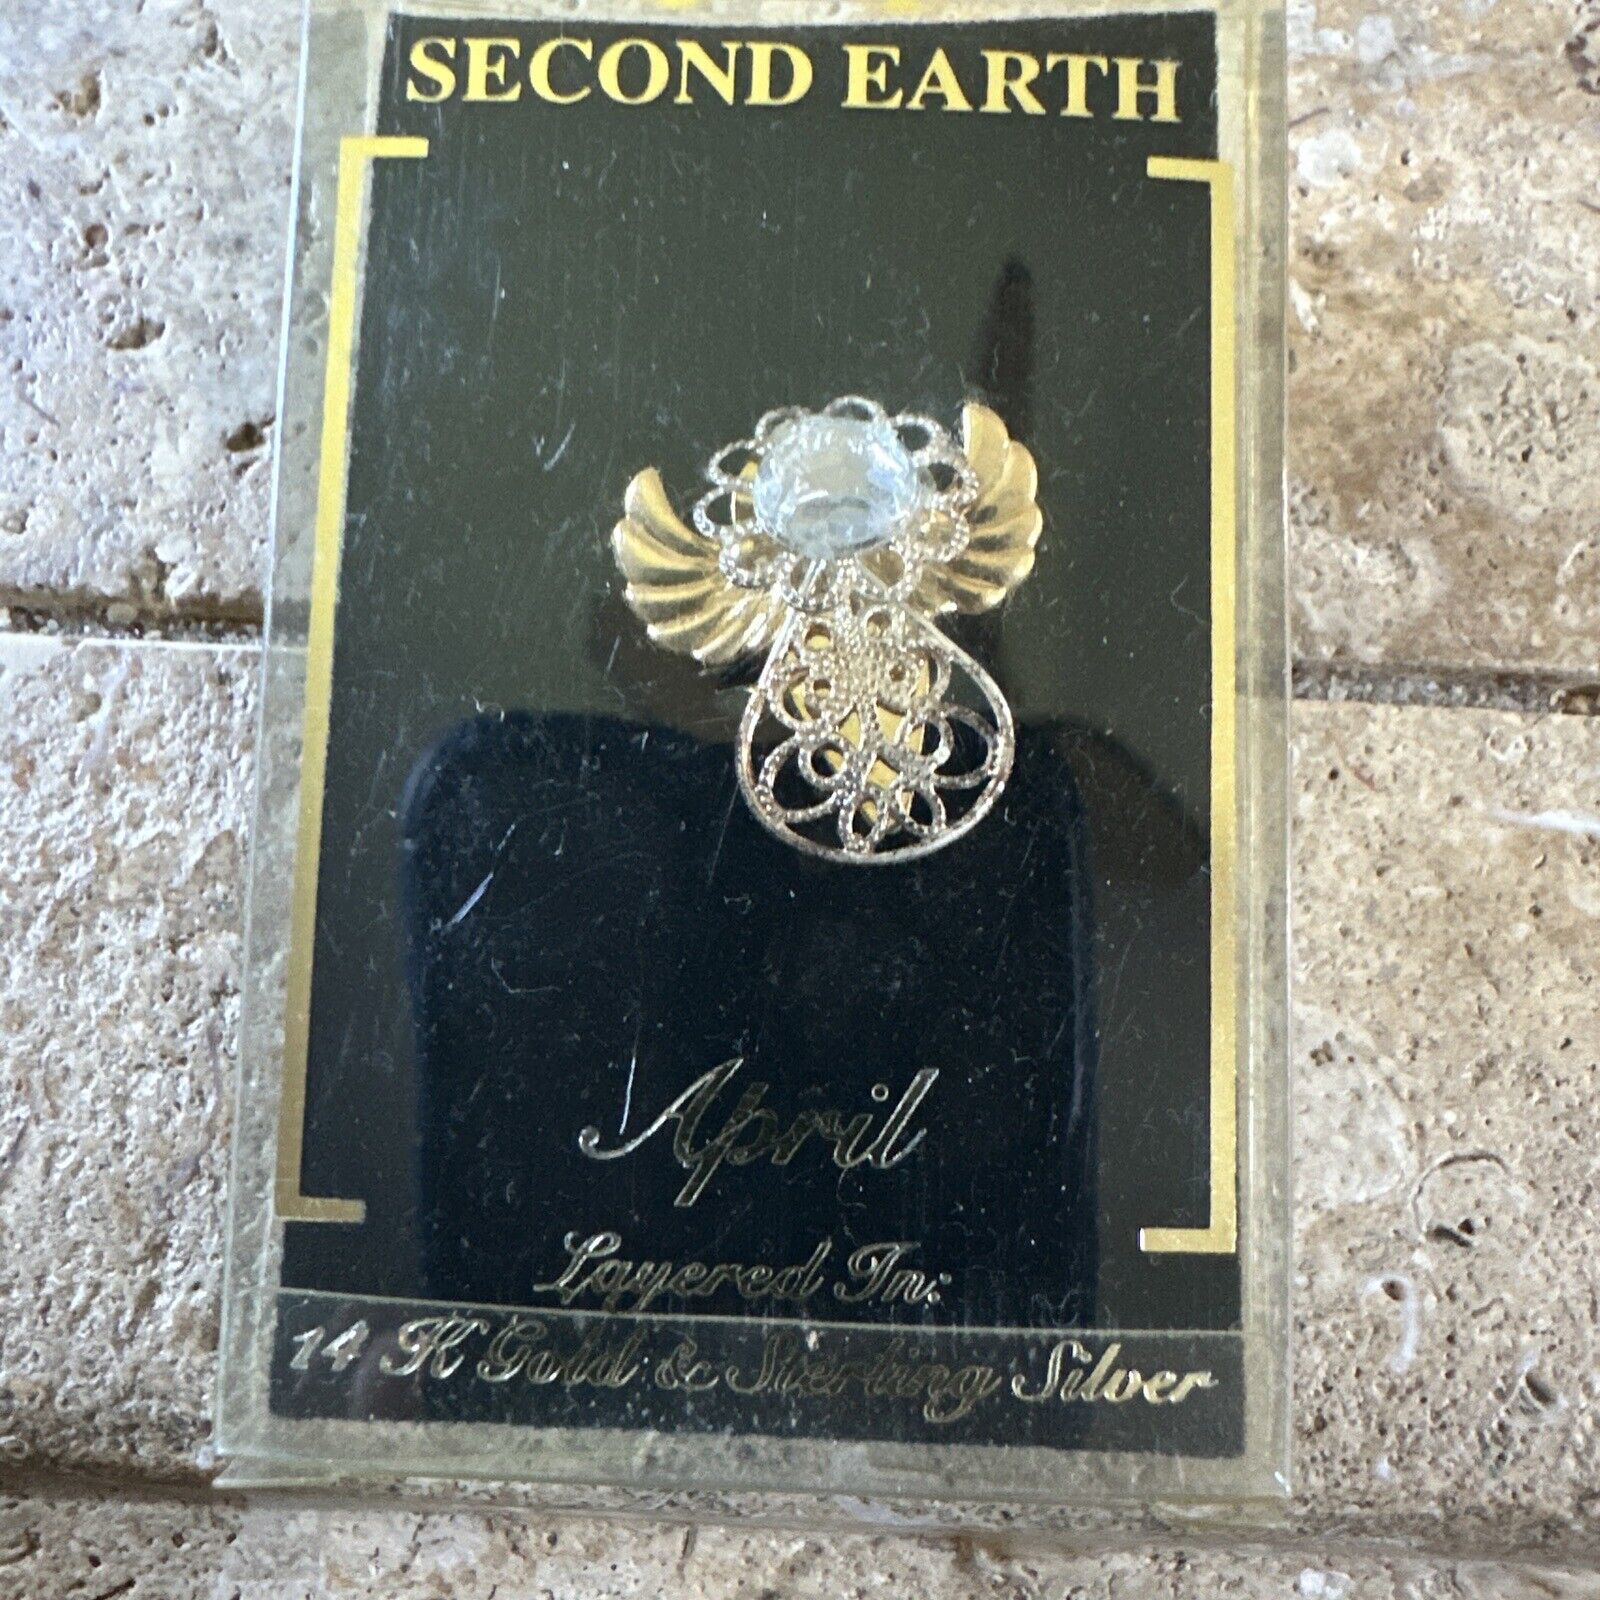 SECOND EARTH
April
Layered In:
14 K Gold & Sterling Silver